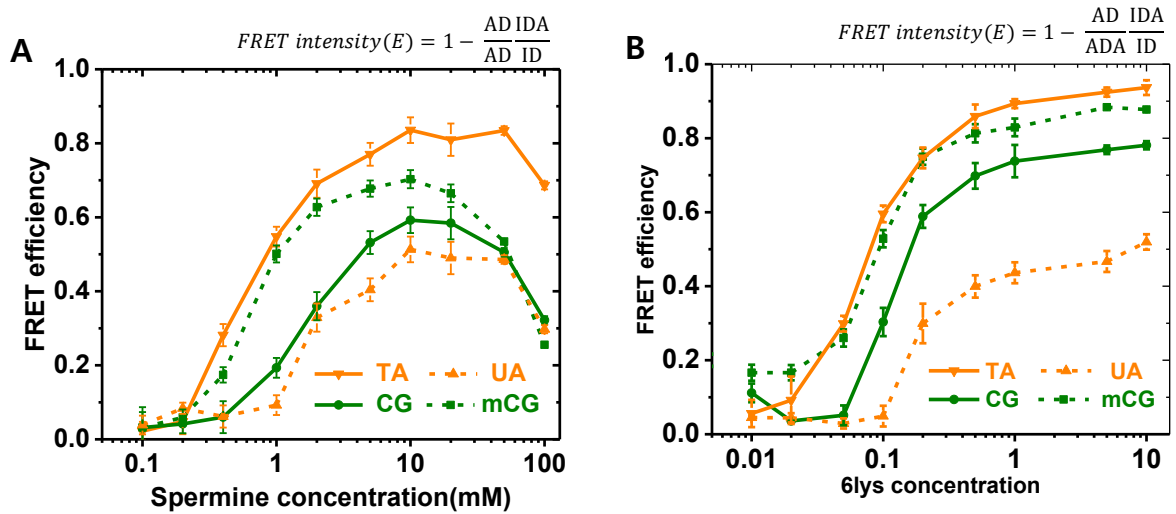 A
FRET intensity(E) = 1 − AD/AD IDA/ID
1.0
0.8
0.6
0.4
0.2
0.0
FRET efficiency
TA UA
CG mCG
0.1 1 10 100
Spermine concentration(mM)
B
FRET intensity(E) = 1 − AD/ADA IDA/ID
1.0
0.8
0.6
0.4
0.2
0.0
FRET efficiency
TA UA
CG mCG
0.01 0.1 1 10
6lys concentration